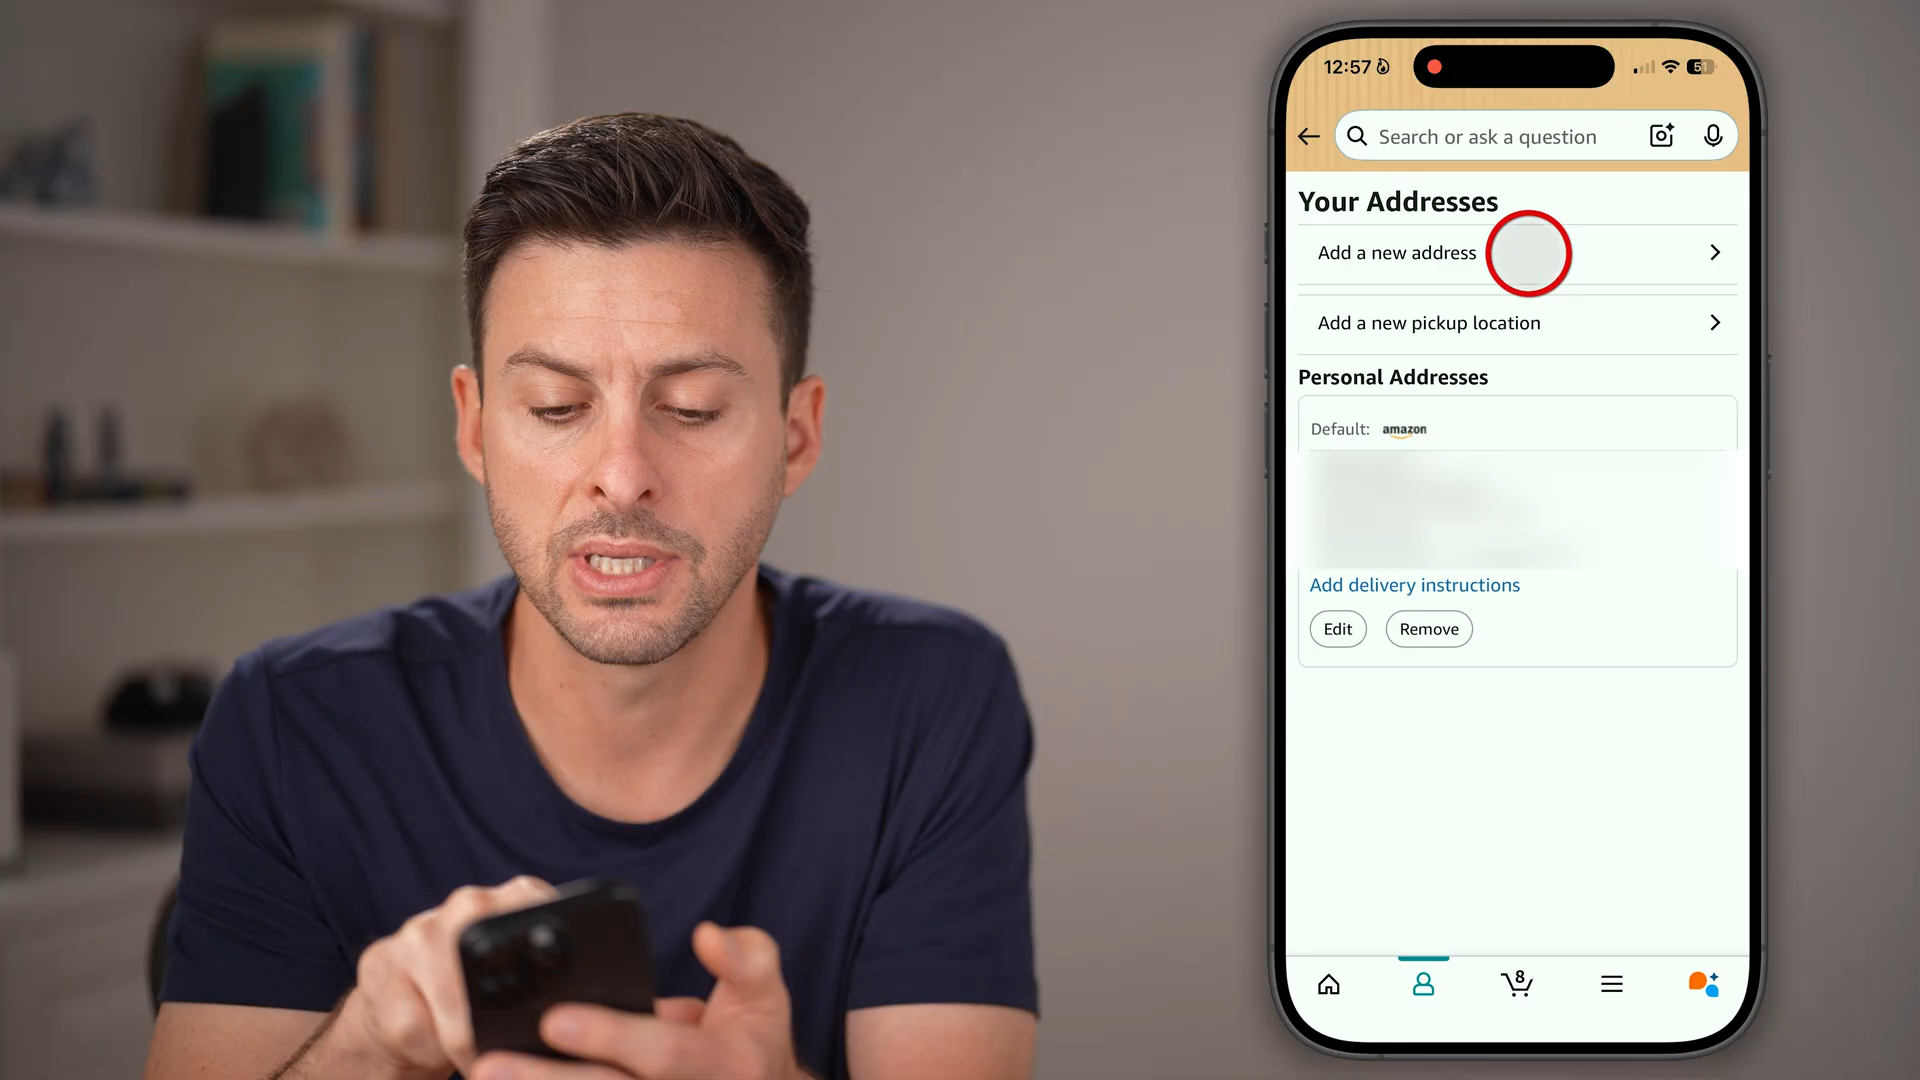 12:57
51
Search or ask a question
Your Addresses
Add a new address
Add a new pickup location
Personal Addresses
Default: amazon
Add delivery instructions
Edit
Remove
8